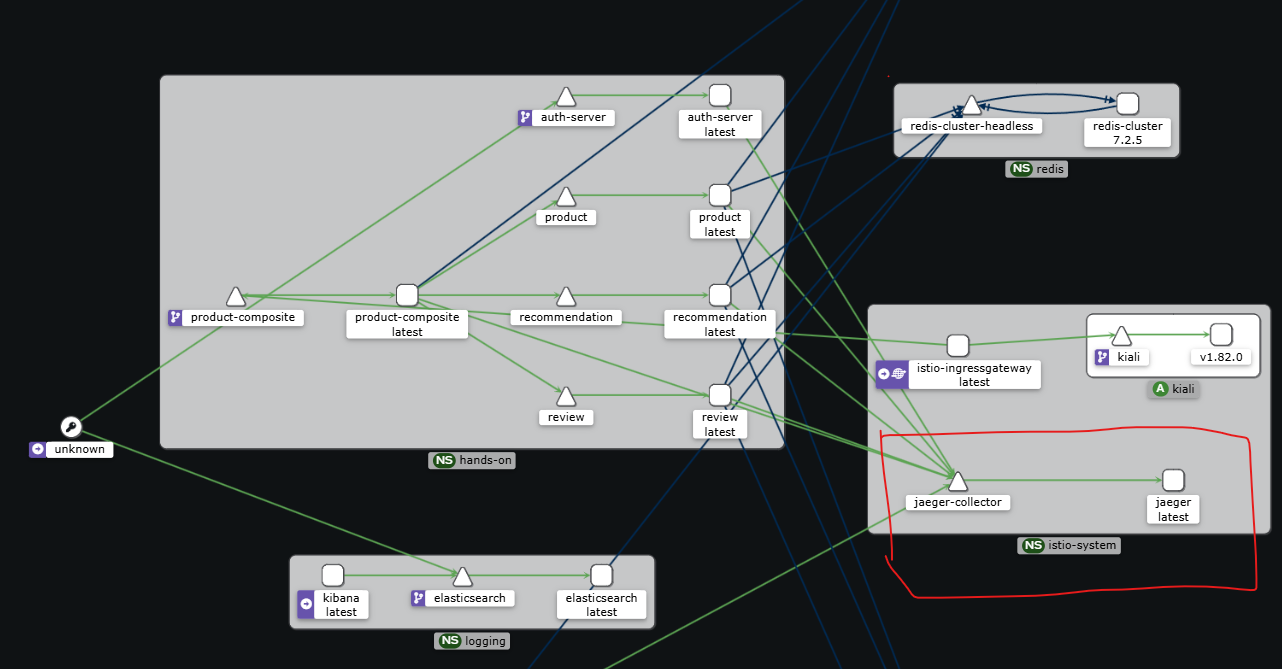 auth-server
auth-server
latest
redis-cluster-headless
redis-cluster
7.2.5
NS redis
product
product
latest
product-composite
product-composite
latest
recommendation
recommendation
latest
istio-ingressgateway
latest
kiali
v1.82.0
A kiali
review
review
latest
unknown
NS hands-on
jaeger-collector
jaeger
latest
NS istio-system
kibana
latest
elasticsearch
elasticsearch
latest
NS logging